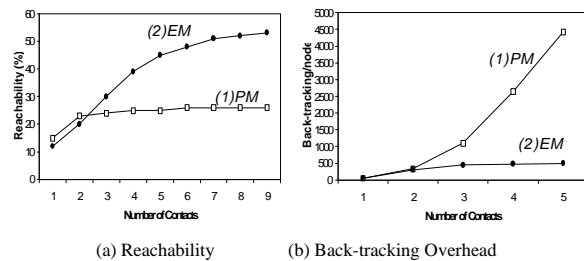 60
50
40
30
20
10
0
Reachability (%)
(2)EM
(1)PM
1 2 3 4 5 6 7 8 9
Number of Contacts
5000
4500
4000
3500
3000
2500
2000
1500
1000
500
0
Back-tracking/node
(1)PM
(2)EM
1 2 3 4 5
Number of Contacts
(a) Reachability
(b) Back-tracking Overhead